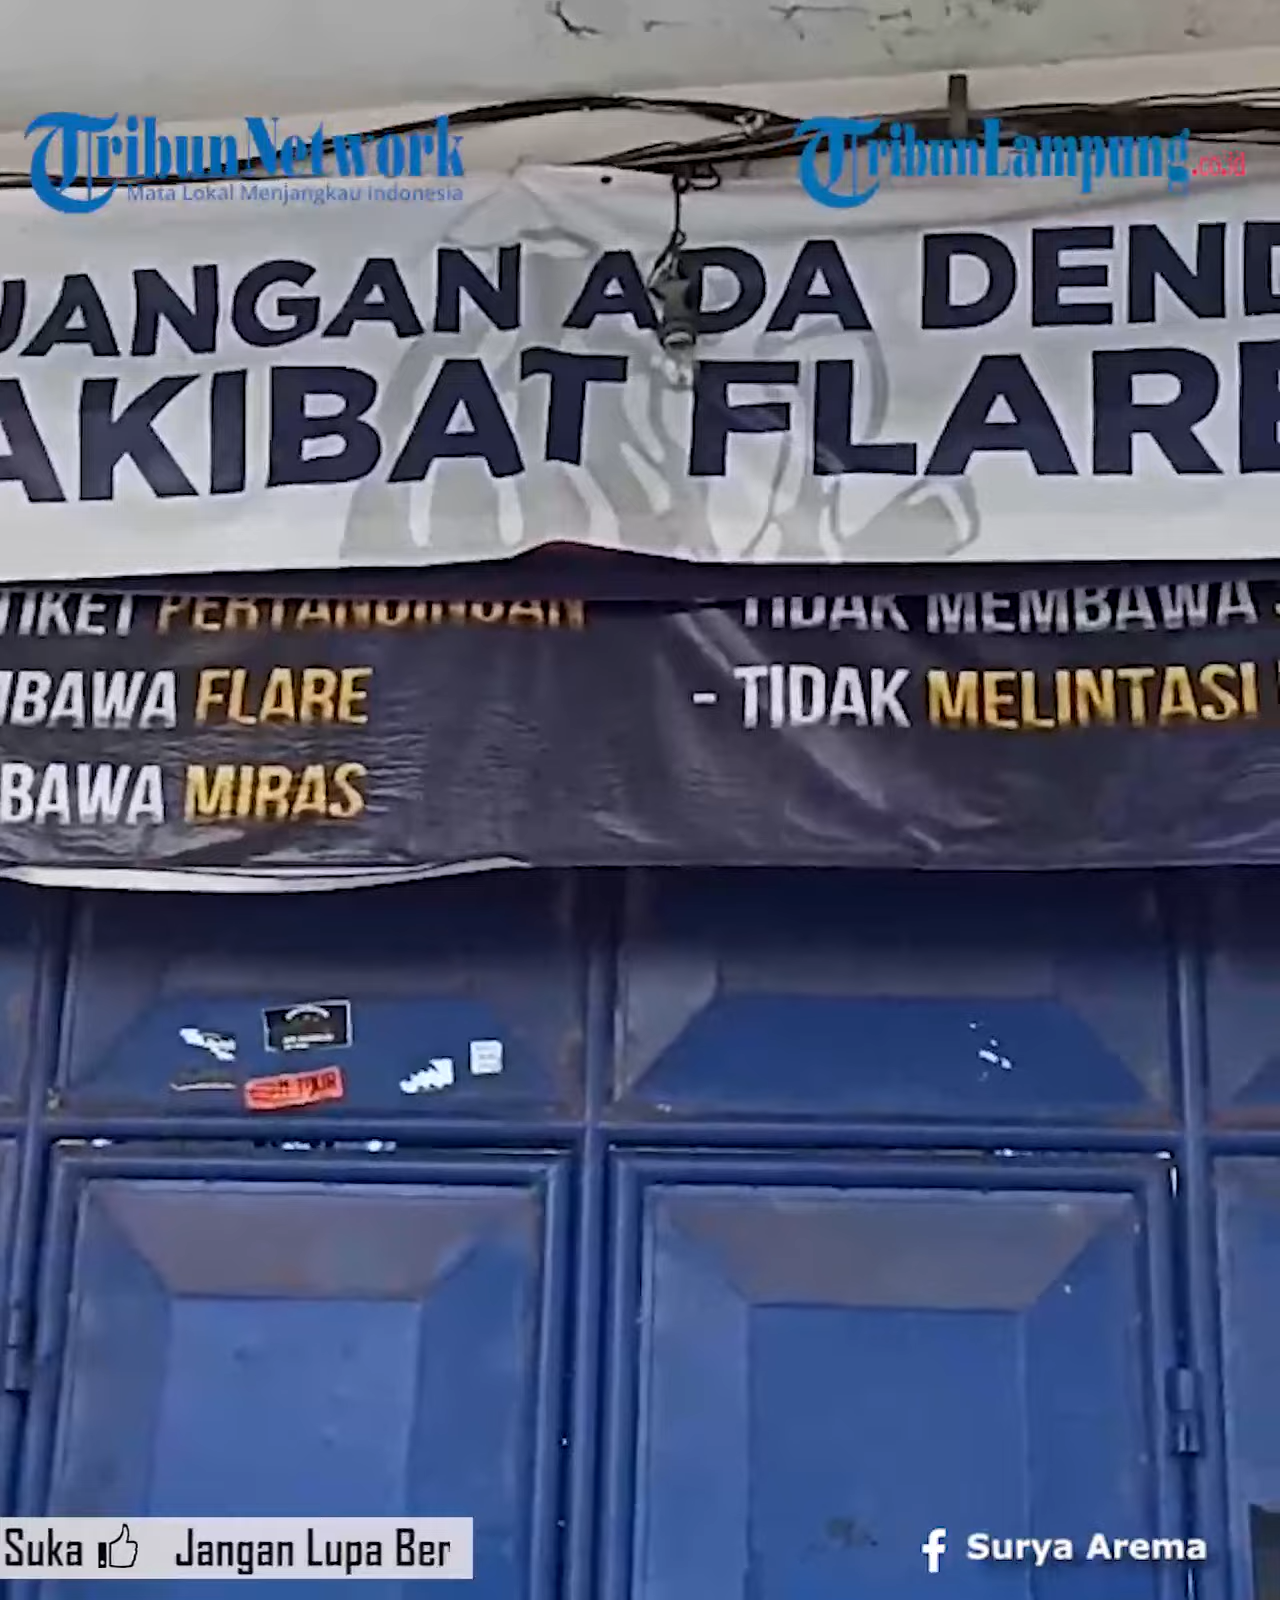 TribunNetwork
Mata Lokal Menjangkau Indonesia
TribunLampung.co.id
JANGAN ADA DEND
AKIBAT FLARE
TIKET PERTANDINGAN
BAWA FLARE
BAWA MIRAS
TIDAK MEMBAWA
- TIDAK MELINTASI
Suka Jangan Lupa Ber
Surya Arema